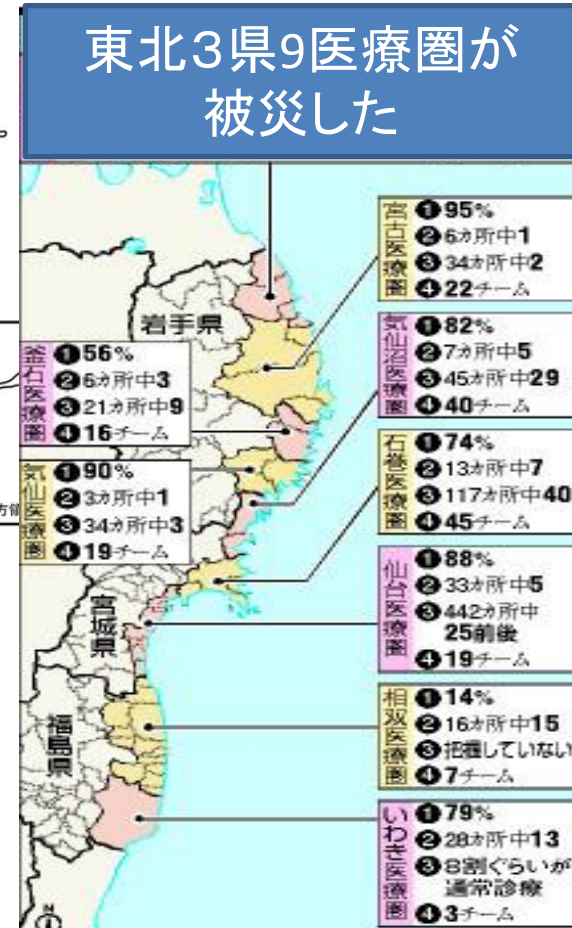 東北３県9医療圏が
被災した
宮古医療圏
❶95%
❷6カ所中1
❸34カ所中2
❹22チーム
岩手県
気仙沼医療圏
❶82%
❷7カ所中5
❸45カ所中29
❹40チーム
釜石医療圏
❶56%
❷6カ所中3
❸21カ所中9
❹16チーム
石巻医療圏
❶74%
❷13カ所中7
❸117カ所中40
❹45チーム
気仙医療圏
❶90%
❷3カ所中1
❸34カ所中3
❹19チーム
仙台医療圏
❶88%
❷33カ所中5
❸442カ所中
25前後
❹19チーム
宮城県
相双医療圏
❶14%
❷16カ所中15
❸把握していない
❹7チーム
福島県
いわき医療圏
❶79%
❷28カ所中13
❸8割ぐらいが
通常診療
❹3チーム
N